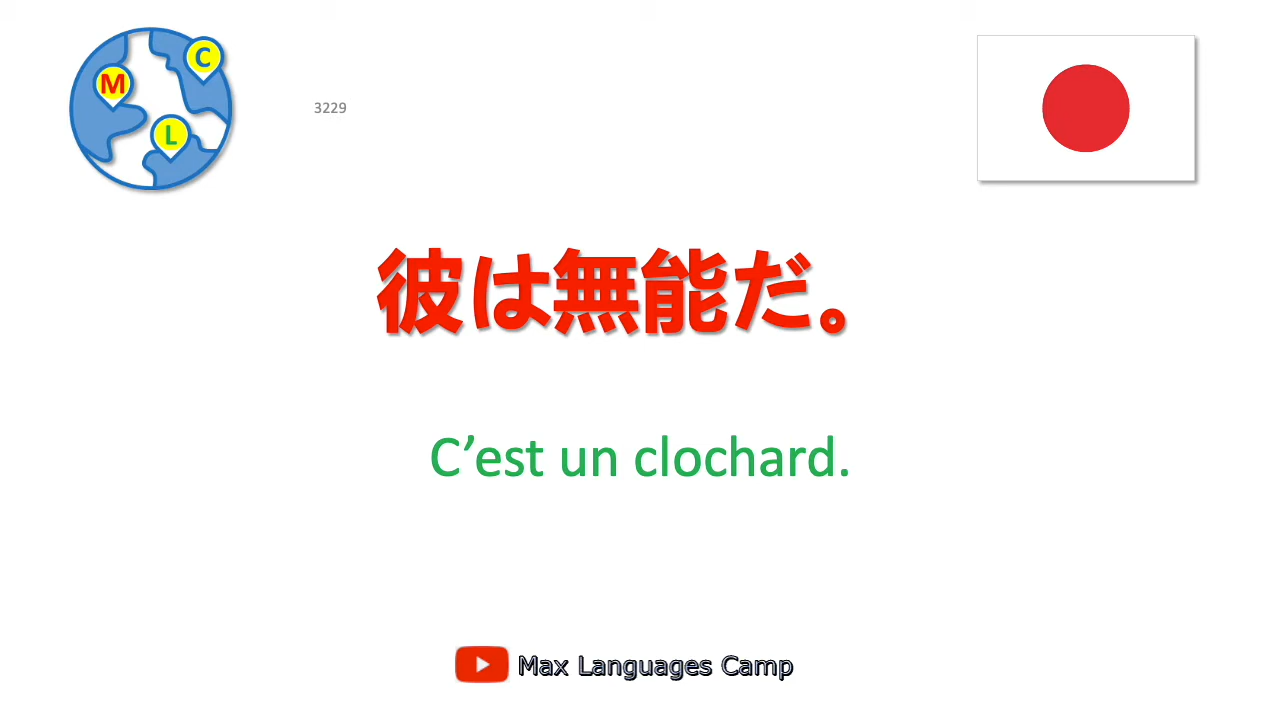 C
M
3229
L
彼は無能だ。
C’est un clochard.
Max Languages Camp